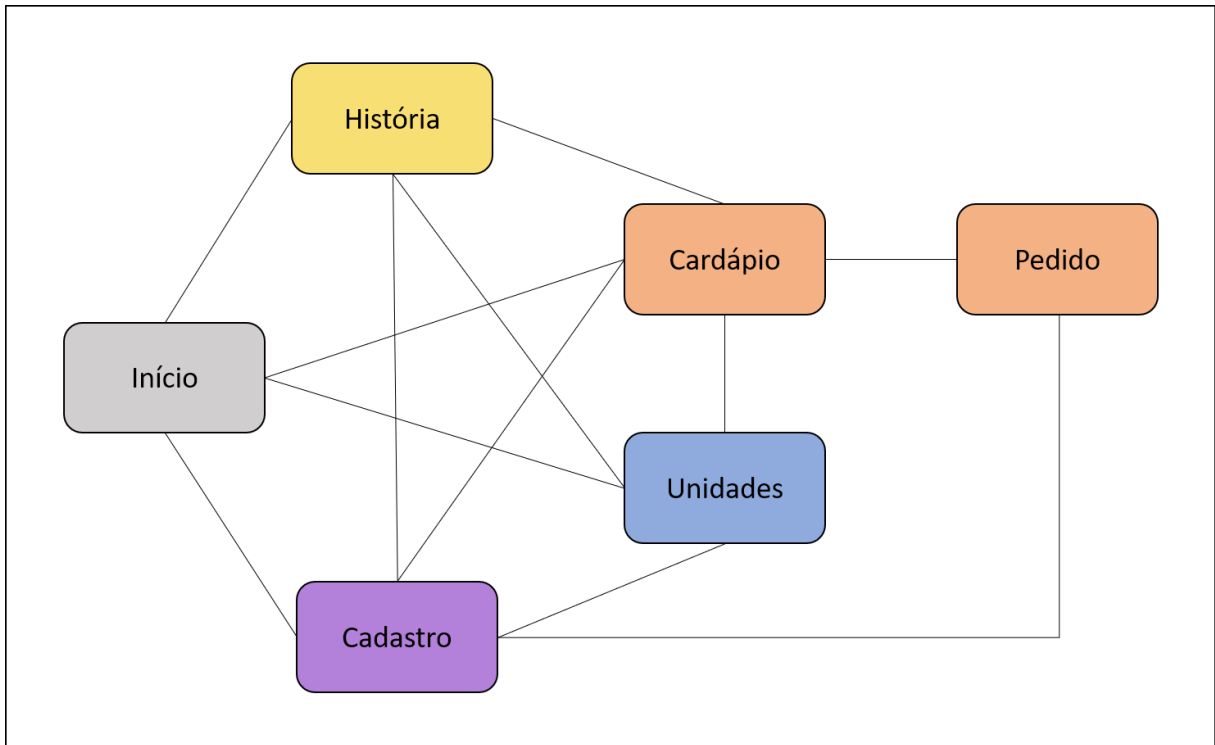 História
Cardápio
Pedido
Início
Unidades
Cadastro